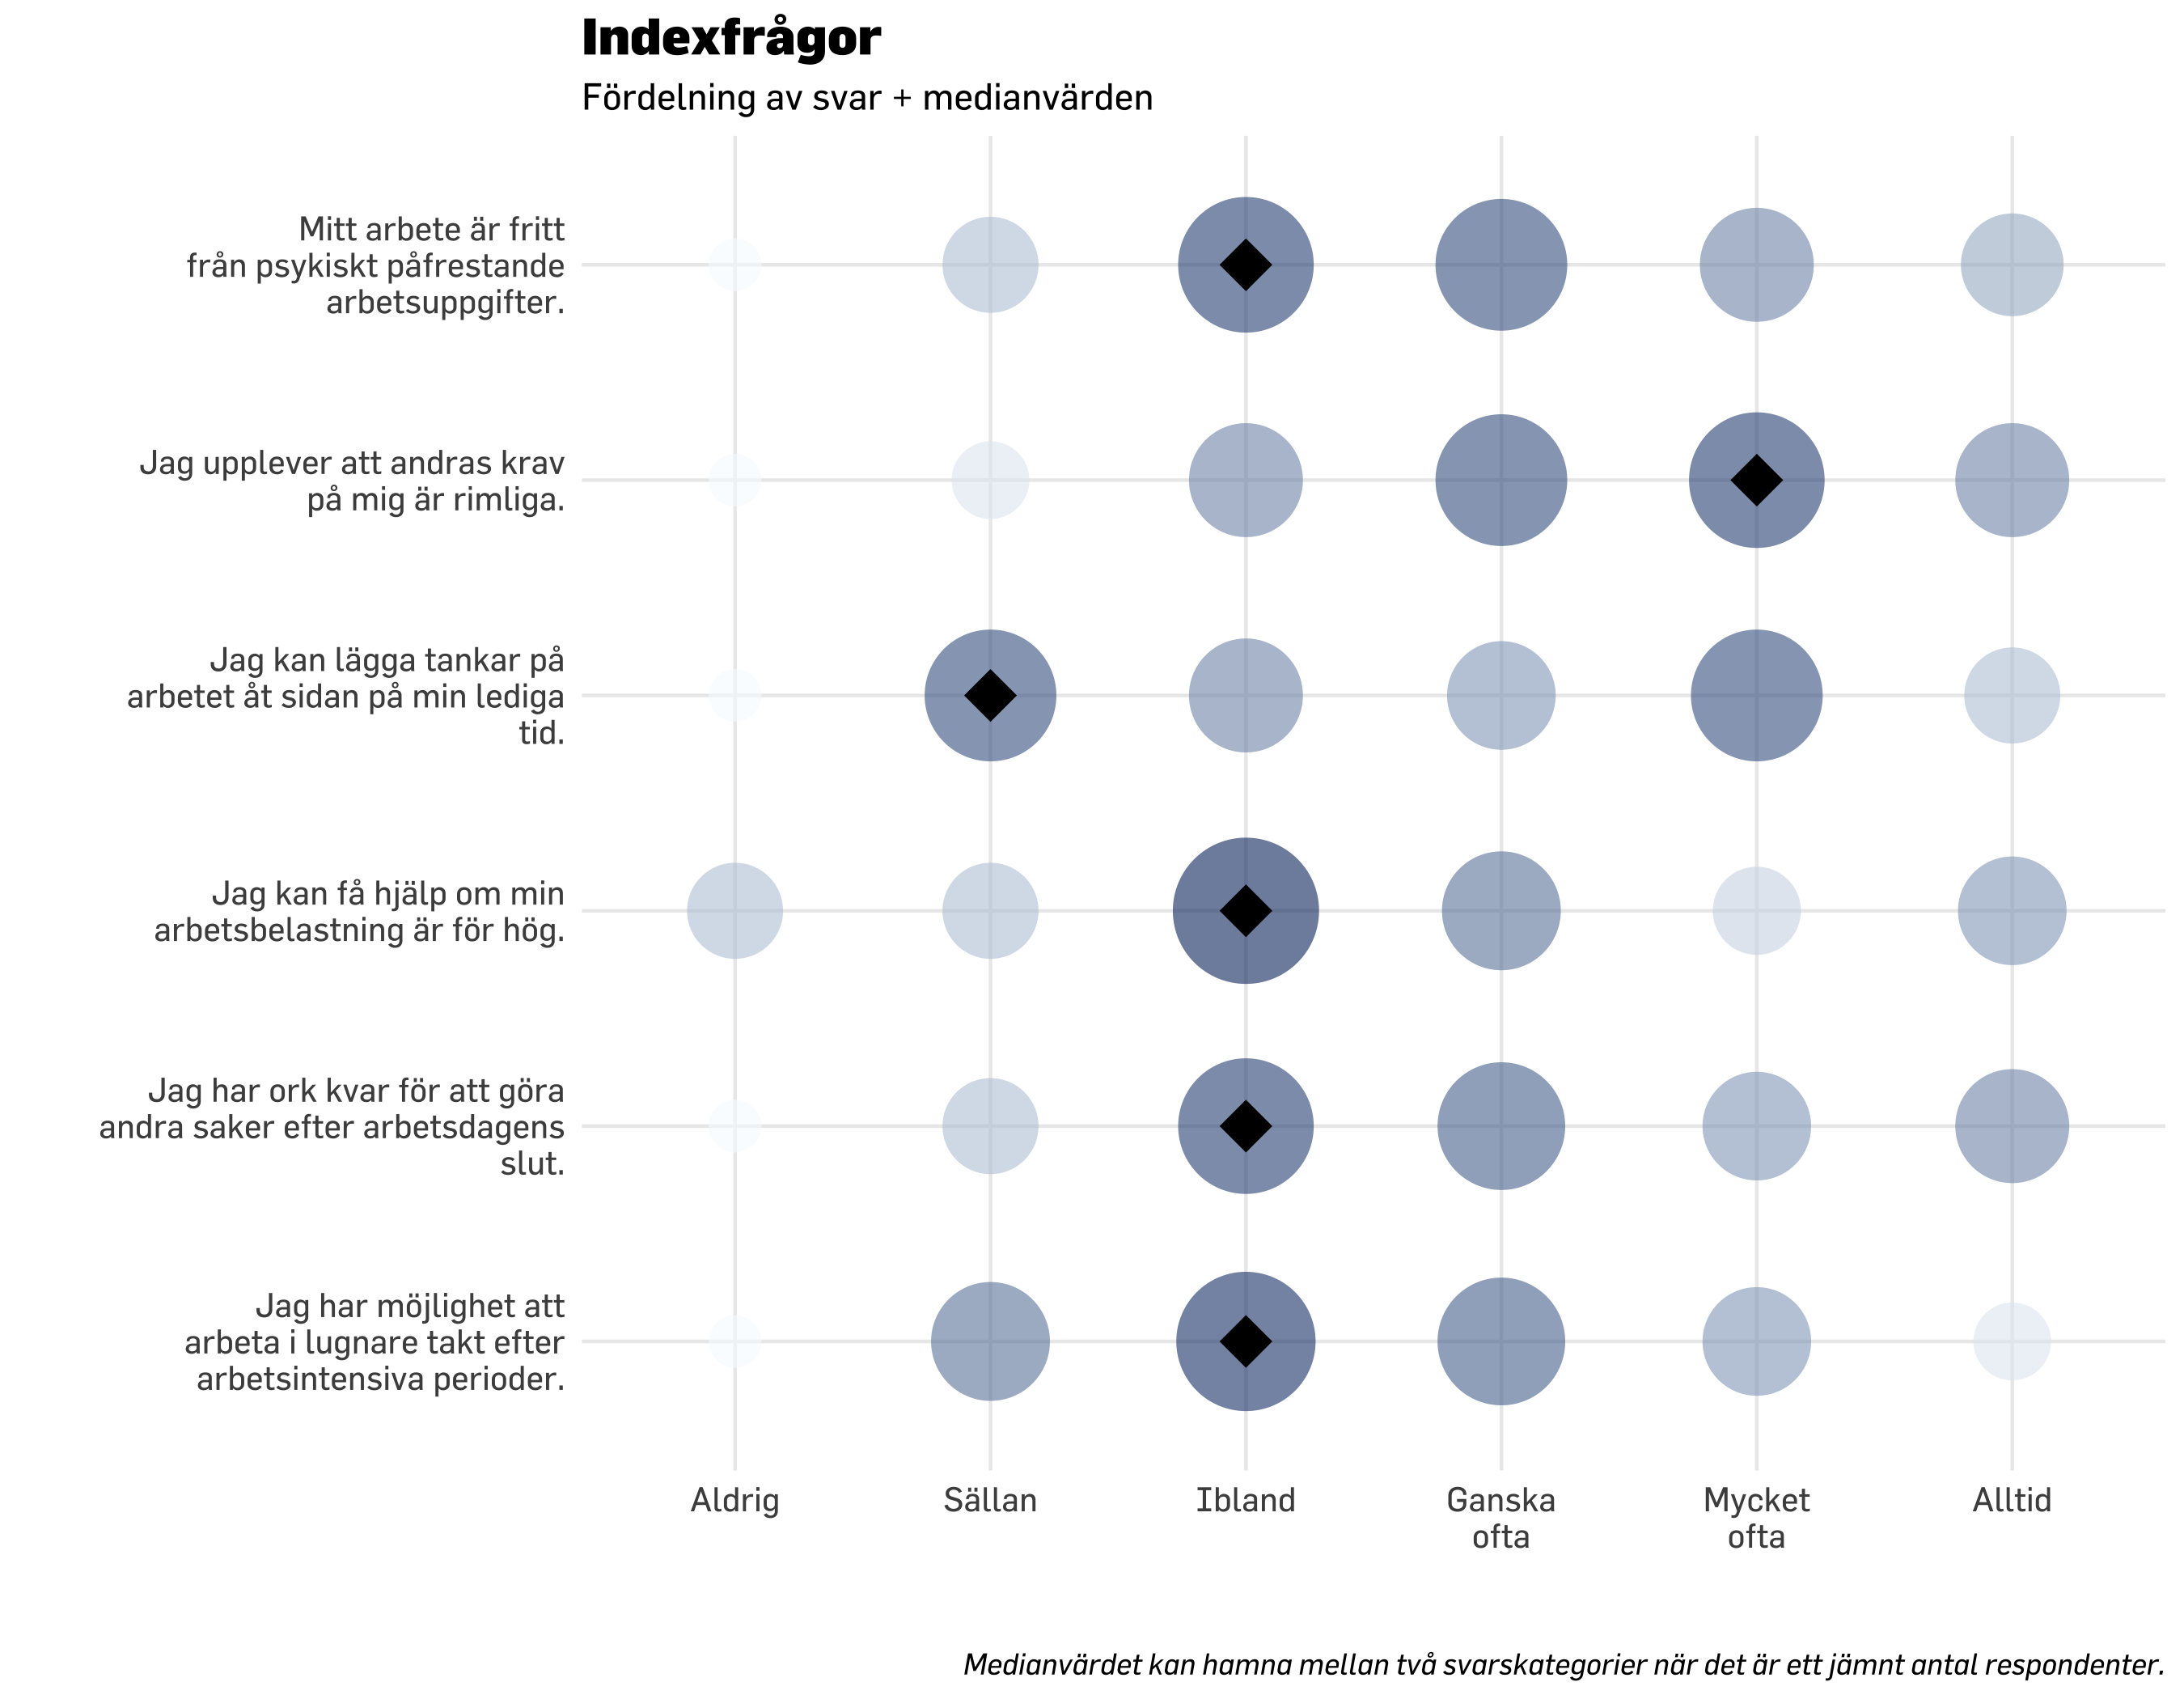 Indexfrågor
Fördelning av svar + medianvärden
Mitt arbete är fritt
från psykiskt påfrestande
arbetsuppgifter.
Jag upplever att andras krav
på mig är rimliga.
Jag kan lägga tankar på
arbetet åt sidan på min lediga
tid.
Jag kan få hjälp om min
arbetsbelastning är för hög.
Jag har ork kvar för att göra
andra saker efter arbetsdagens
slut.
Jag har möjlighet att
arbeta i lugnare takt efter
arbetsintensiva perioder.
Aldrig
Sällan
Ibland
Ganska
ofta
Mycket
ofta
Alltid
Medianvärdet kan hamna mellan två svarskategorier när det är ett jämnt antal respondenter.